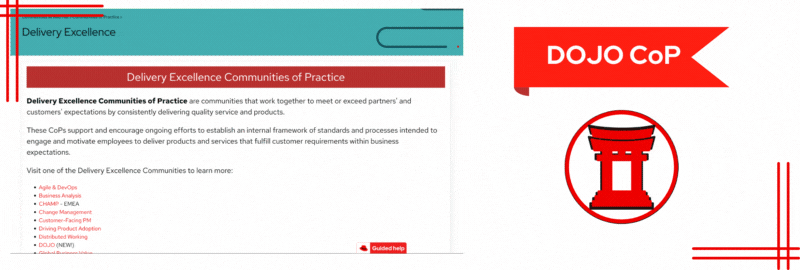 Delivery Excellence
Delivery Excellence Communities of Practice
Delivery Excellence Communities of Practice are communities that work together to meet or exceed partners' and
customers' expectations by consistently delivering quality service and products.
These CoPs support and encourage ongoing efforts to establish an internal framework of standards and processes intended to
engage and motivate employees to deliver products and services that fulfill customer requirements within business
expectations.
Visit one of the Delivery Excellence Communities to learn more:
Agile & DevOps
Business Analysis
CHAMP - EMEA
Change Management
Customer-Facing PM
Driving Product Adoption
Distributed Working
DOJO (NEW!)
Global Business Value
Guided help
DOJO CoP